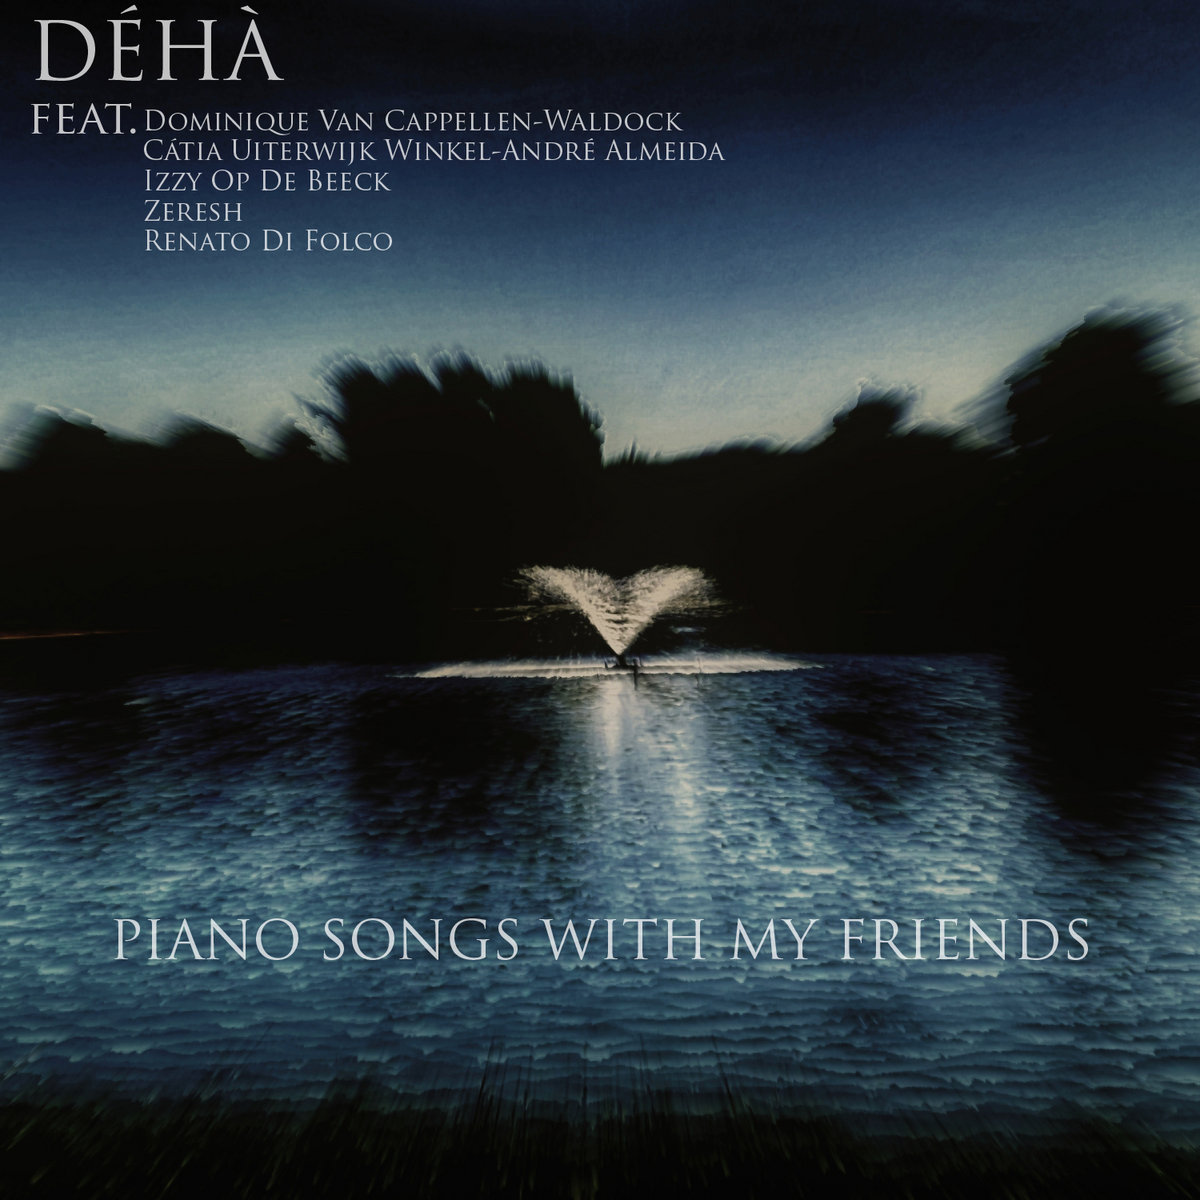 DÉHÀ
FEAT. DOMINIQUE VAN CAPPELLEN-WALDOCK
CÁTIA UITERWIJK WINKEL-ANDRÉ ALMEIDA
IZZY OP DE BEECK
ZERESH
RENATO DI FOLCO
PIANO SONGS WITH MY FRIENDS